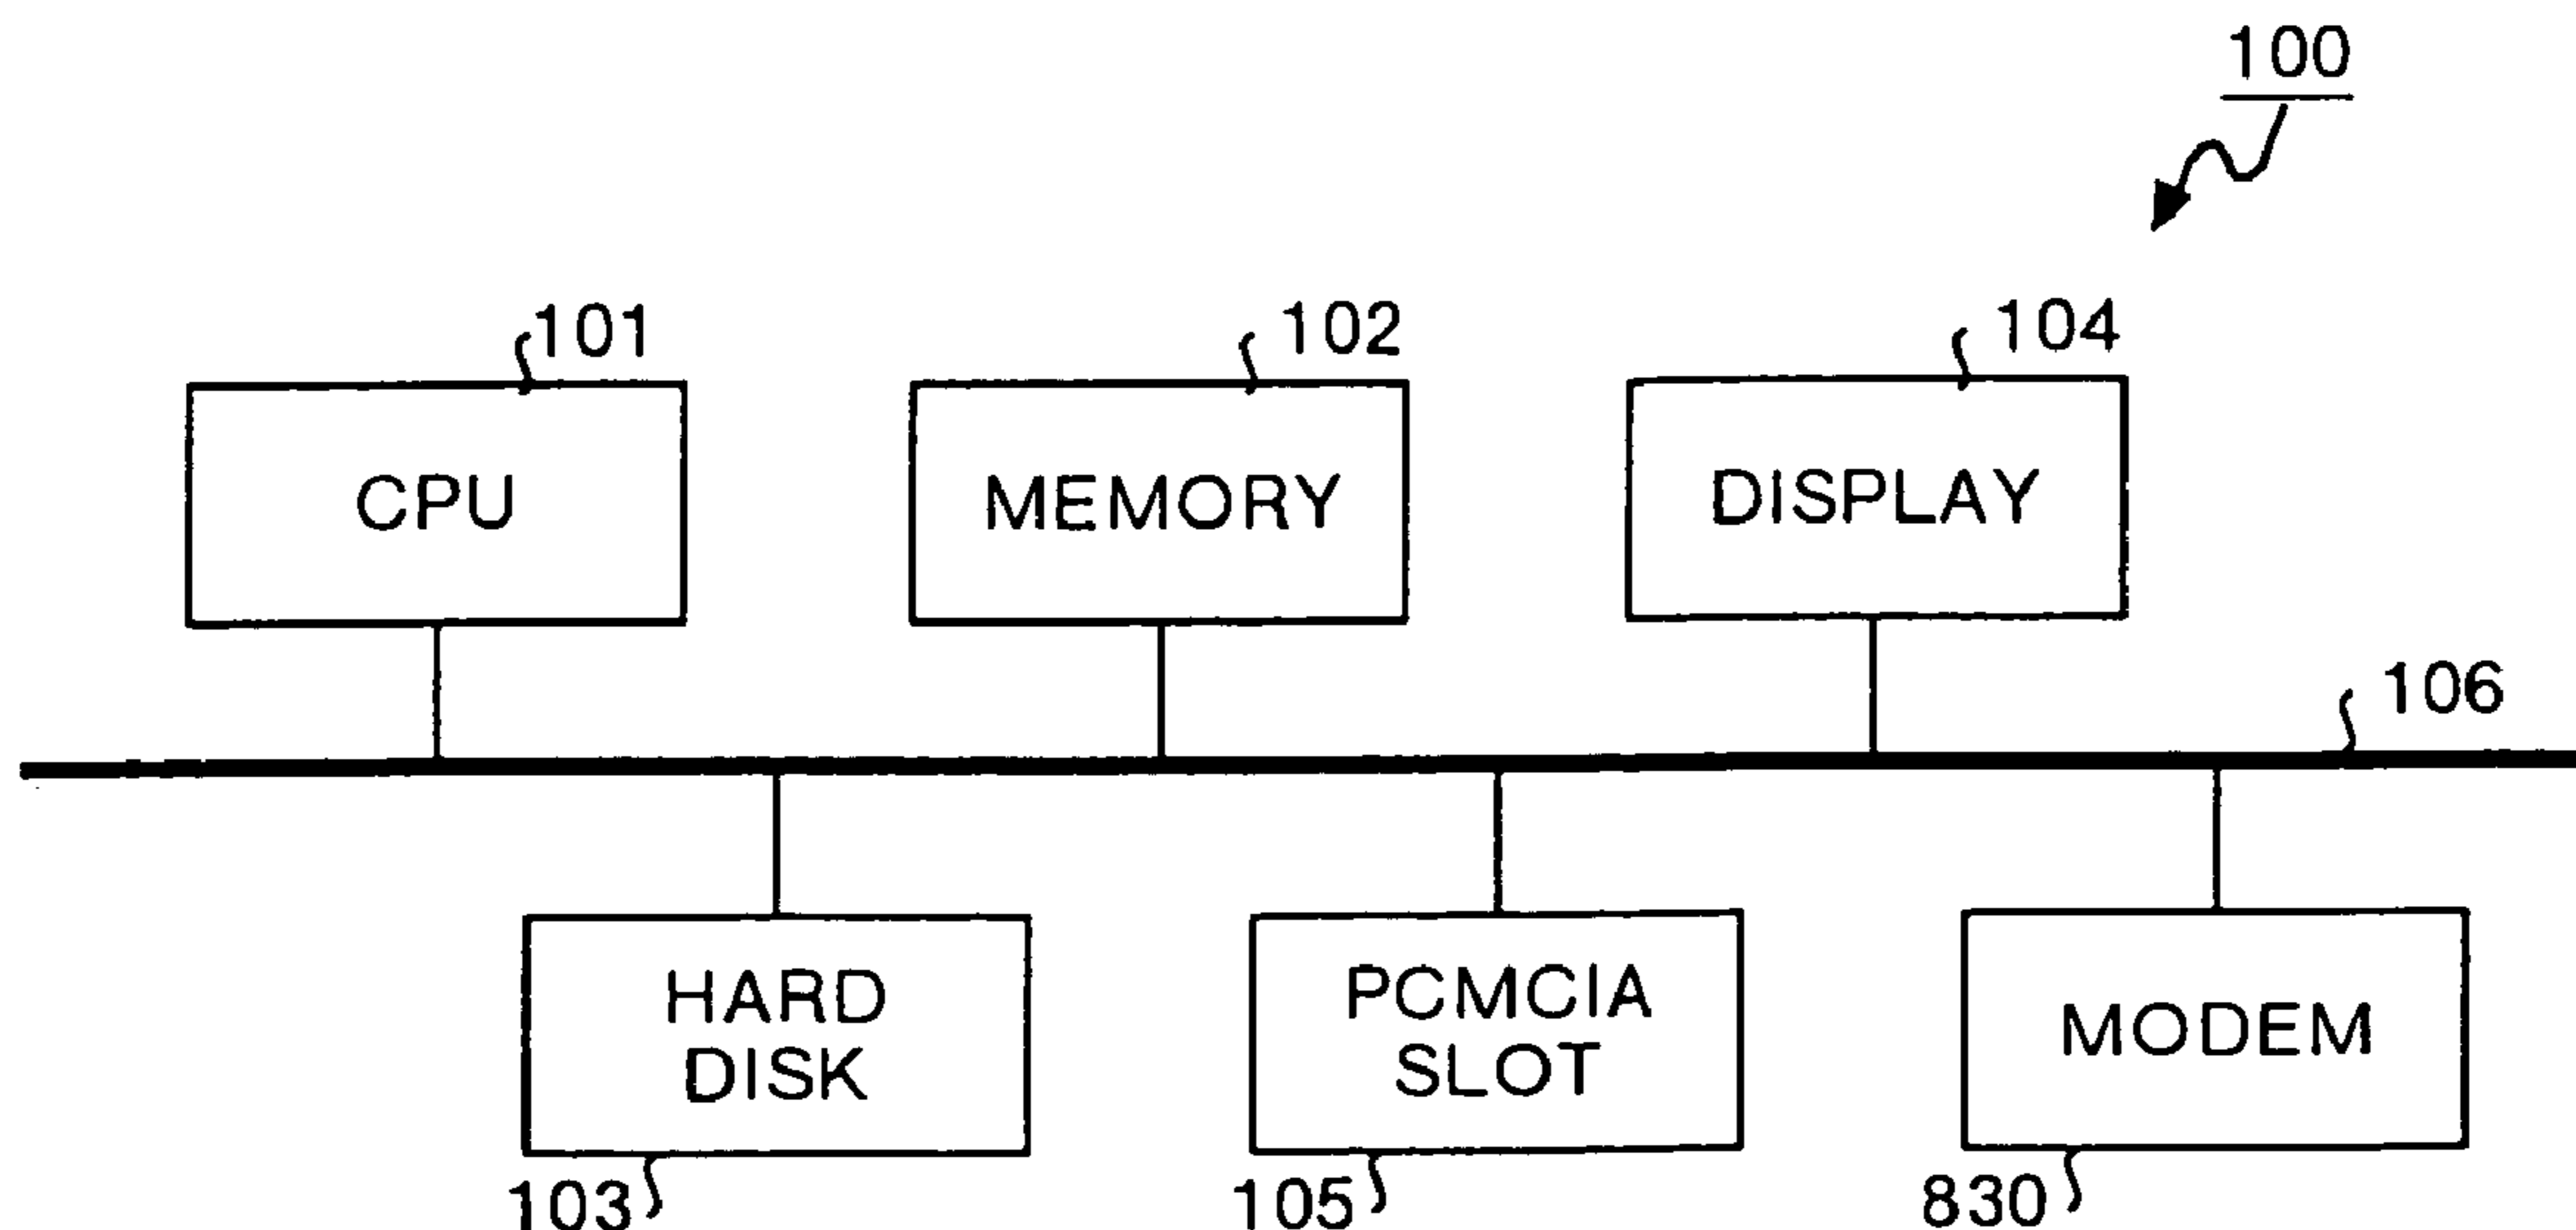 100
101
102
104
CPU
MEMORY
DISPLAY
106
HARD
DISK
PCMCIA
SLOT
MODEM
103
105
830